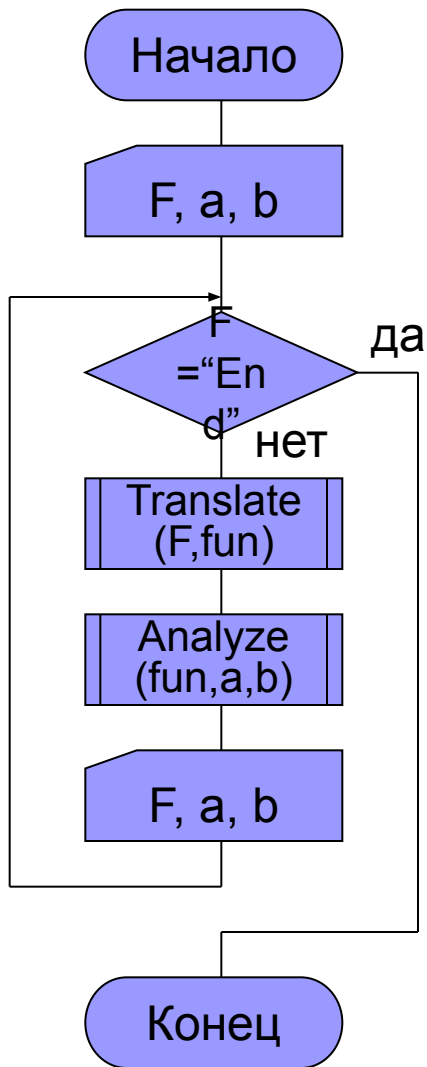 Начало
F, a, b
F
=“En
d”
да
нет
Translate
(F,fun)
Analyze
(fun,a,b)
F, a, b
Конец